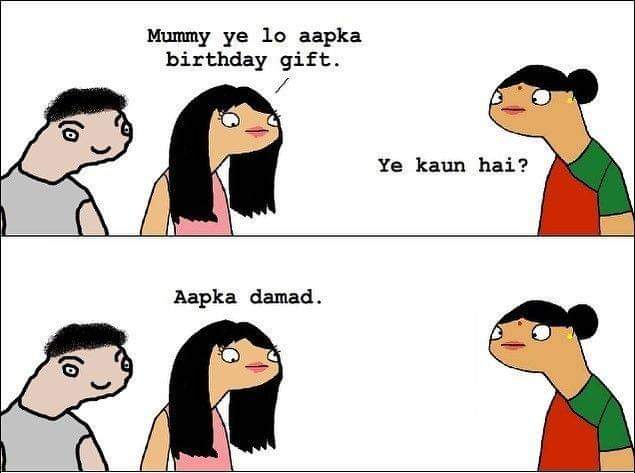 Mummy ye lo aapka
birthday gift.
Ye kaun hai?
Aapka damad.